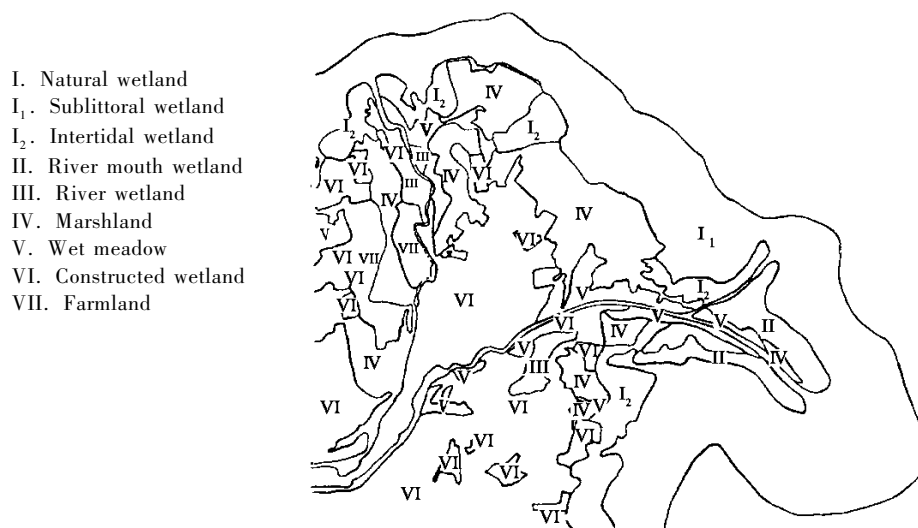 I. Natural wetland
I₁. Sublittoral wetland
I₂. Intertidal wetland
II. River mouth wetland
III. River wetland
IV. Marshland
V. Wet meadow
VI. Constructed wetland
VII. Farmland
I₂ IV
I₂ V I₂
VI III VI
VI VI III IV IV
IV
V VII VI
VI VII
VI
I₁
VI
VI I₂
V
VI IV V V II
V VI II IV
IV V III IV
V VI IV V I₂
VI
VI VI
VI VI
VI
VI